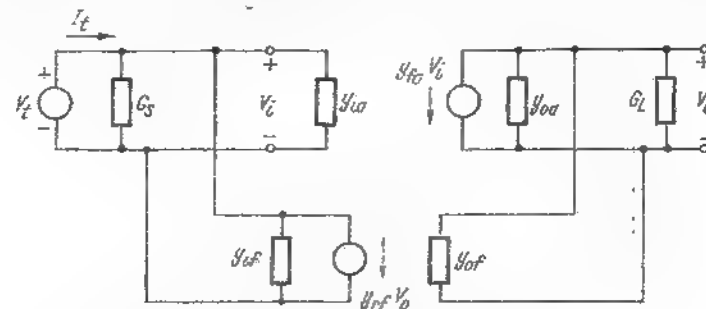 I_t
+ + y_fa V_i +
V_t G_s V_i y_ia y_oa G_L
− − −
y_if y_of
y_rf V_o